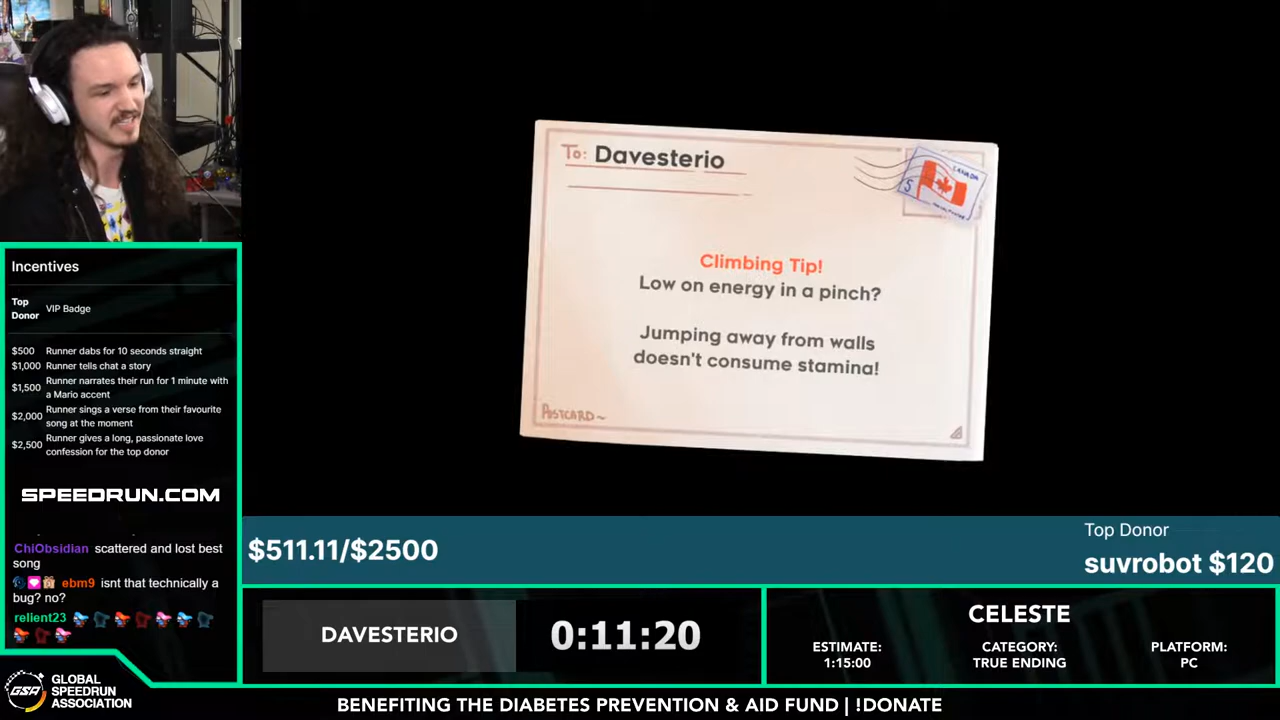 To: Davesterio
CANADA
$
Climbing Tip!
Low on energy in a pinch?
Jumping away from walls
doesn't consume stamina!
POSTCARD~
Incentives
Top Donor VIP Badge
$500 Runner dabs for 10 seconds straight
$1,000 Runner tells chat a story
$1,500 Runner narrates their run for 1 minute with
a Mario accent
$2,000 Runner sings a verse from their favourite
song at the moment
$2,500 Runner gives a long, passionate love
confession for the top donor
SPEEDRUN.COM
ChiObsidian scattered and lost best
song
ebm9 isnt that technically a
bug? no?
relient23
$511.11/$2500
Top Donor
suvrobot $120
DAVESTERIO
0:11:20
CELESTE
ESTIMATE: CATEGORY: PLATFORM:
1:15:00 TRUE ENDING PC
GSA GLOBAL
SPEEDRUN
ASSOCIATION
BENEFITING THE DIABETES PREVENTION & AID FUND | !DONATE